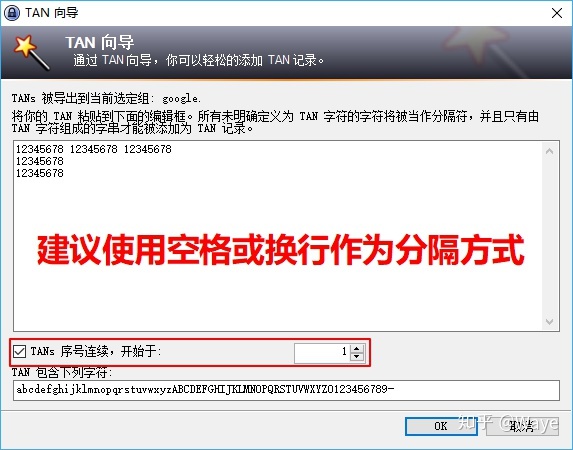 TAN 向导
TAN 向导
通过 TAN 向导，你可以轻松的添加 TAN 记录。
TANs 被导出到当前选定组: google.
将你的 TAN 粘贴到下面的编辑框。所有未明确定义为 TAN 字符的字符将被当作分隔符，并且只有由
TAN 字符组成的字串才能被添加为 TAN 记录。
12345678 12345678 12345678
12345678
12345678
建议使用空格或换行作为分隔方式
TANs 序号连续，开始于: 1
TAN 包含下列字符:
abcdefghijklmnopqrstuvwxyzABCDEFGHIJKLMNOPQRSTUVWXYZ0123456789-
OK 取消
知乎 @Waye